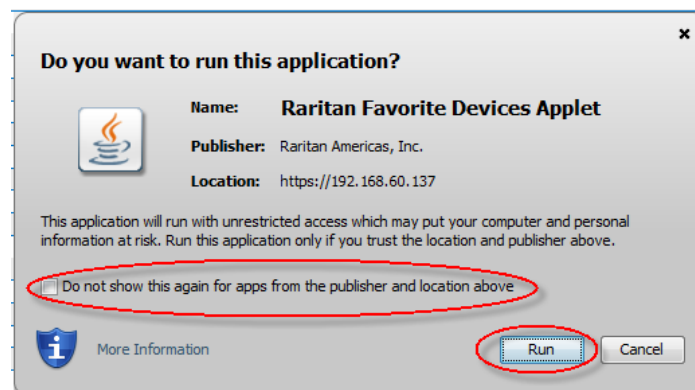 Do you want to run this application?
Name: Raritan Favorite Devices Applet
Publisher: Raritan Americas, Inc.
Location: https://192.168.60.137
This application will run with unrestricted access which may put your computer and personal
information at risk. Run this application only if you trust the location and publisher above.
Do not show this again for apps from the publisher and location above
More Information
Run Cancel